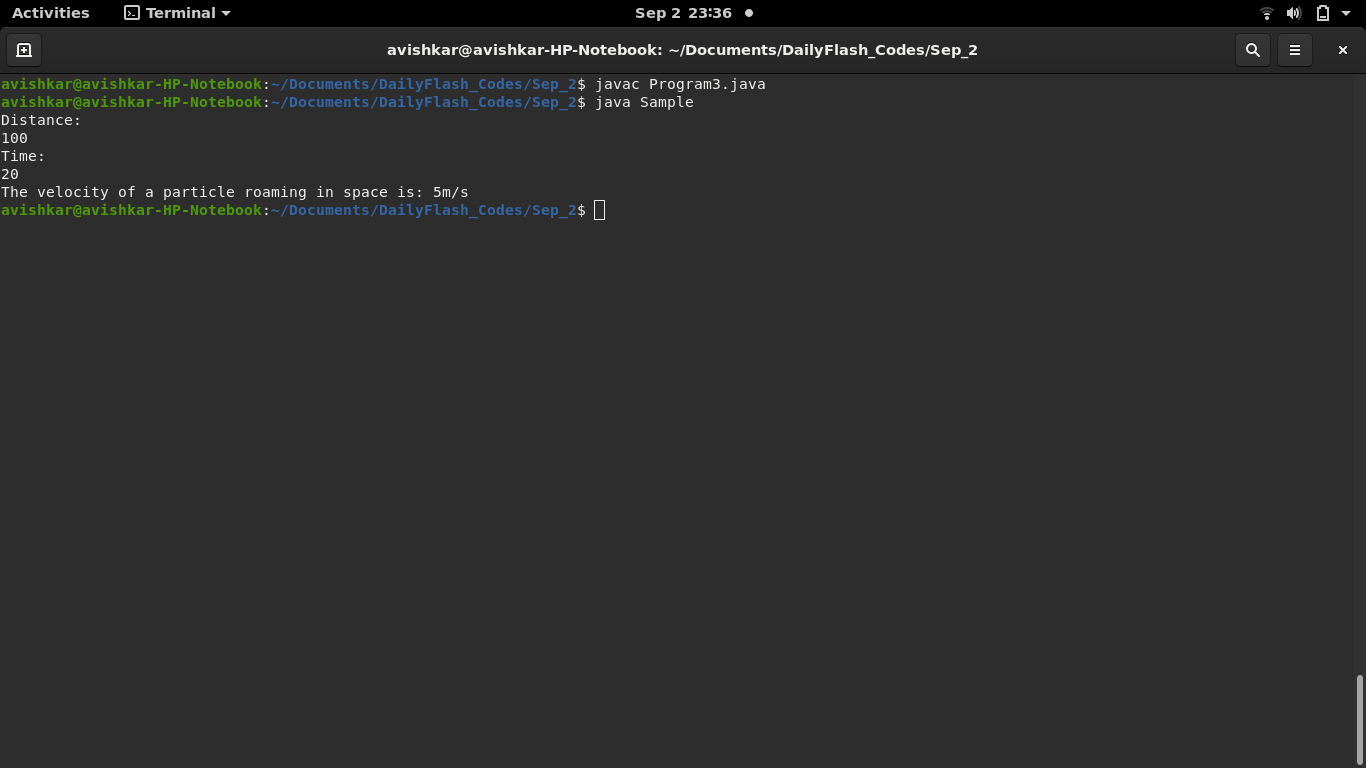 Activities Terminal Sep 2 23:36
avishkar@avishkar-HP-Notebook: ~/Documents/DailyFlash_Codes/Sep_2
avishkar@avishkar-HP-Notebook:~/Documents/DailyFlash_Codes/Sep_2$ javac Program3.java
avishkar@avishkar-HP-Notebook:~/Documents/DailyFlash_Codes/Sep_2$ java Sample
Distance:
100
Time:
20
The velocity of a particle roaming in space is: 5m/s
avishkar@avishkar-HP-Notebook:~/Documents/DailyFlash_Codes/Sep_2$